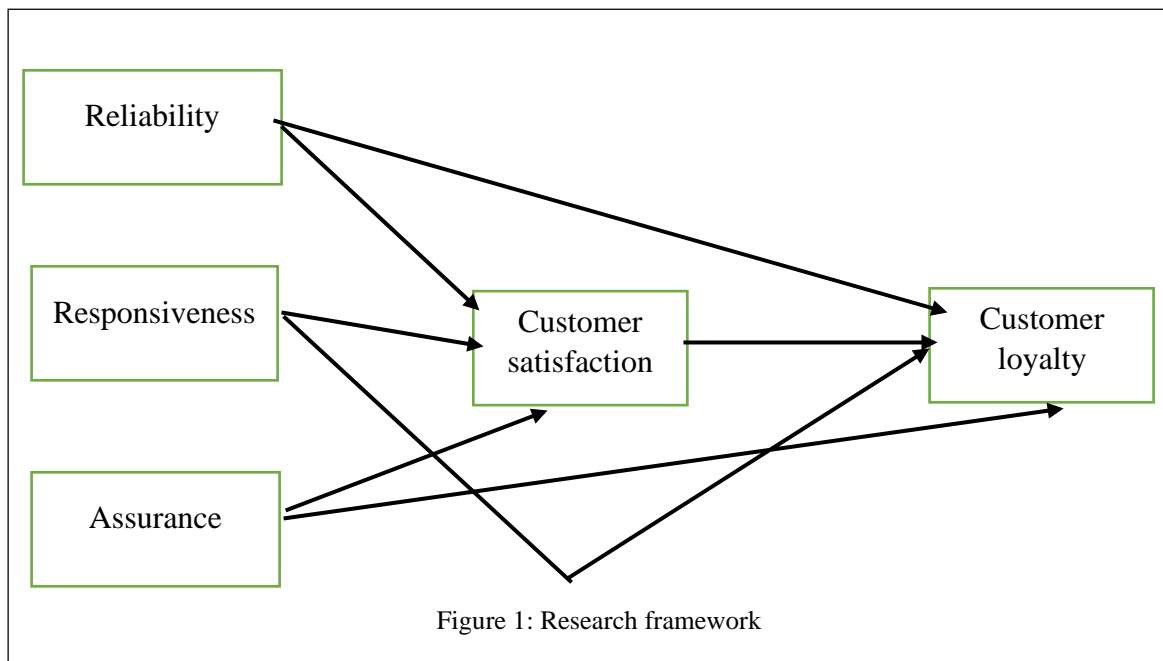 Reliability
Responsiveness
Customer
satisfaction
Customer
loyalty
Assurance
Figure 1: Research framework